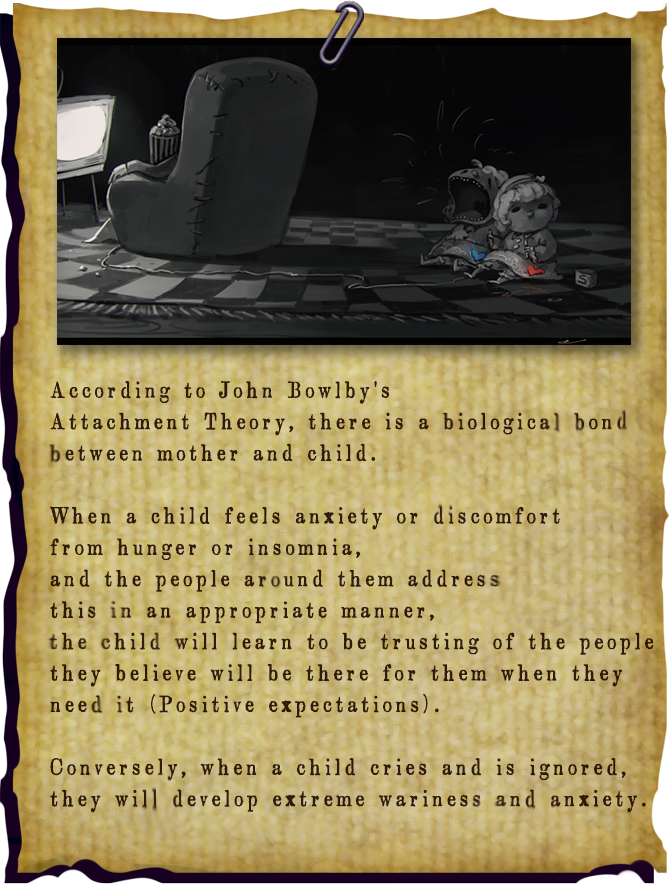 S
According to John Bowlby's
Attachment Theory, there is a biological bond
between mother and child.
When a child feels anxiety or discomfort
from hunger or insomnia,
and the people around them address
this in an appropriate manner,
the child will learn to be trusting of the people
they believe will be there for them when they
need it (Positive expectations).
Conversely, when a child cries and is ignored,
they will develop extreme wariness and anxiety.